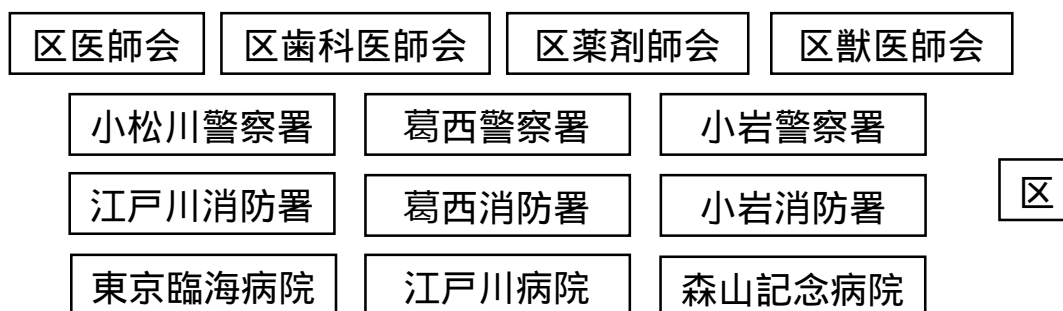 区医師会 区歯科医師会 区薬剤師会 区獣医師会
小松川警察署 葛西警察署 小岩警察署
区
江戸川消防署 葛西消防署 小岩消防署
東京臨海病院 江戸川病院 森山記念病院